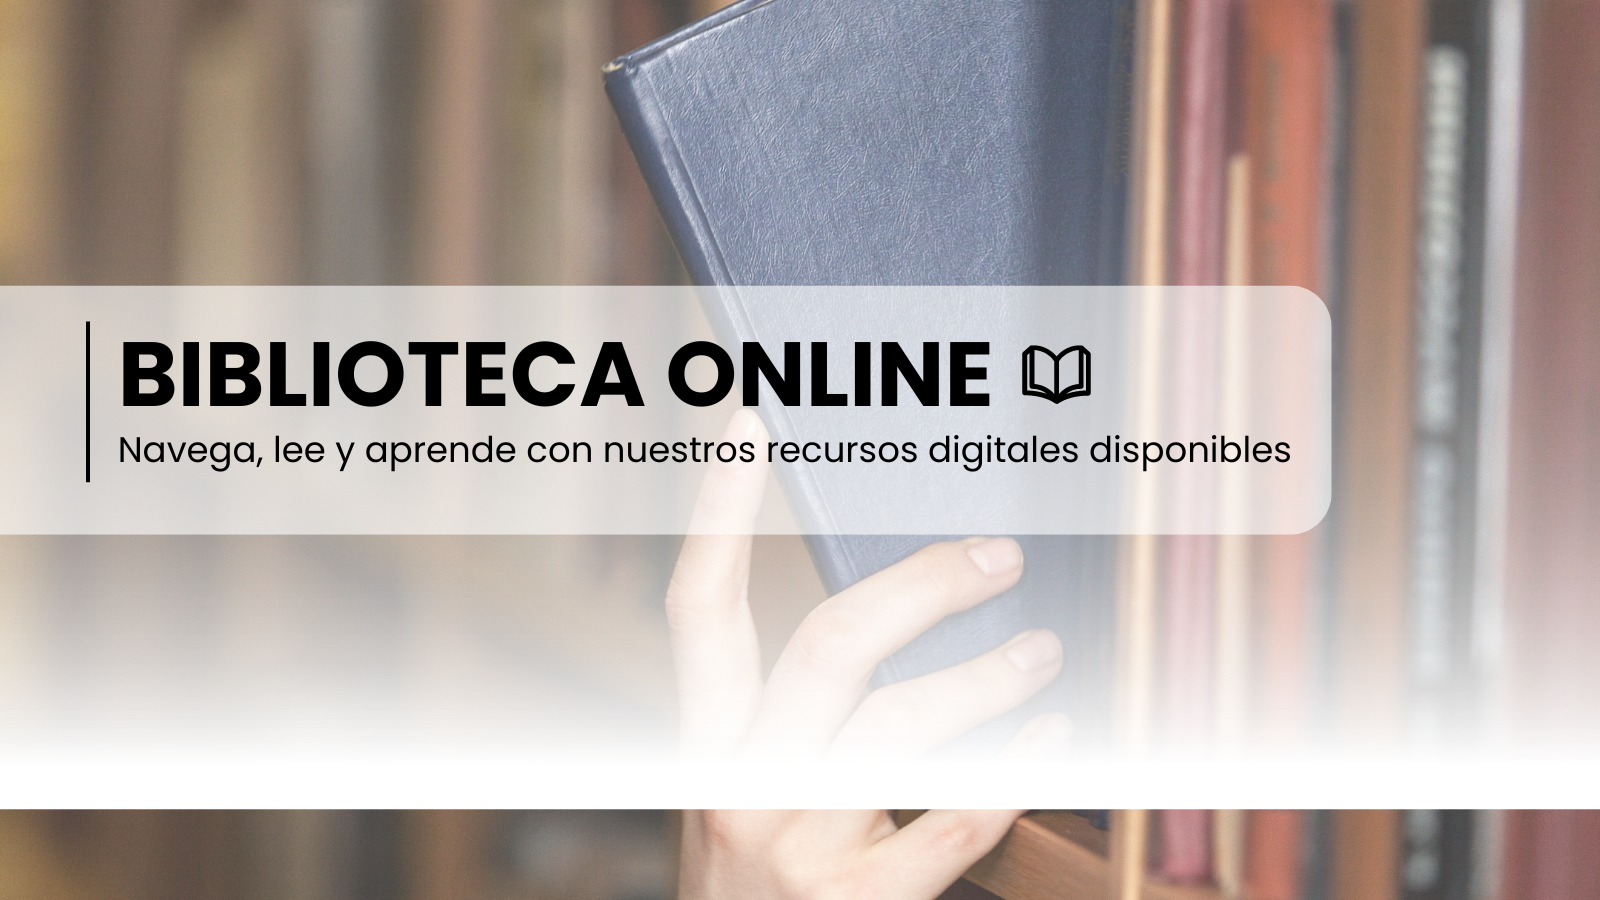 BIBLIOTECA ONLINE
Navega, lee y aprende con nuestros recursos digitales disponibles